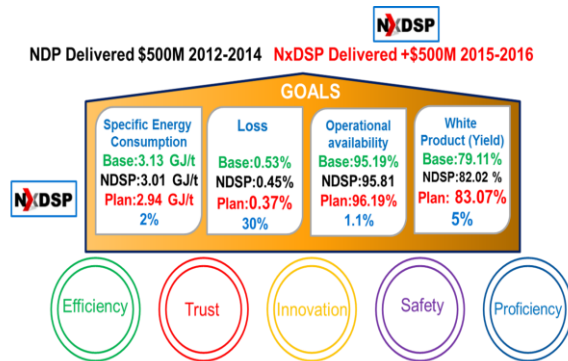 NXDSP
NDP Delivered $500M 2012-2014 NxDSP Delivered +$500M 2015-2016
GOALS
Specific Energy
Consumption
Base:3.13 GJ/t
NDSP:3.01 GJ/t
Plan:2.94 GJ/t
2%
Loss
Base:0.53%
NDSP:0.45%
Plan:0.37%
30%
Operational
availability
Base:95.19%
NDSP:95.81
Plan:96.19%
1.1%
White
Product (Yield)
Base:79.11%
NDSP:82.02 %
Plan: 83.07%
5%
NXDSP
Efficiency
Trust
Innovation
Safety
Proficiency